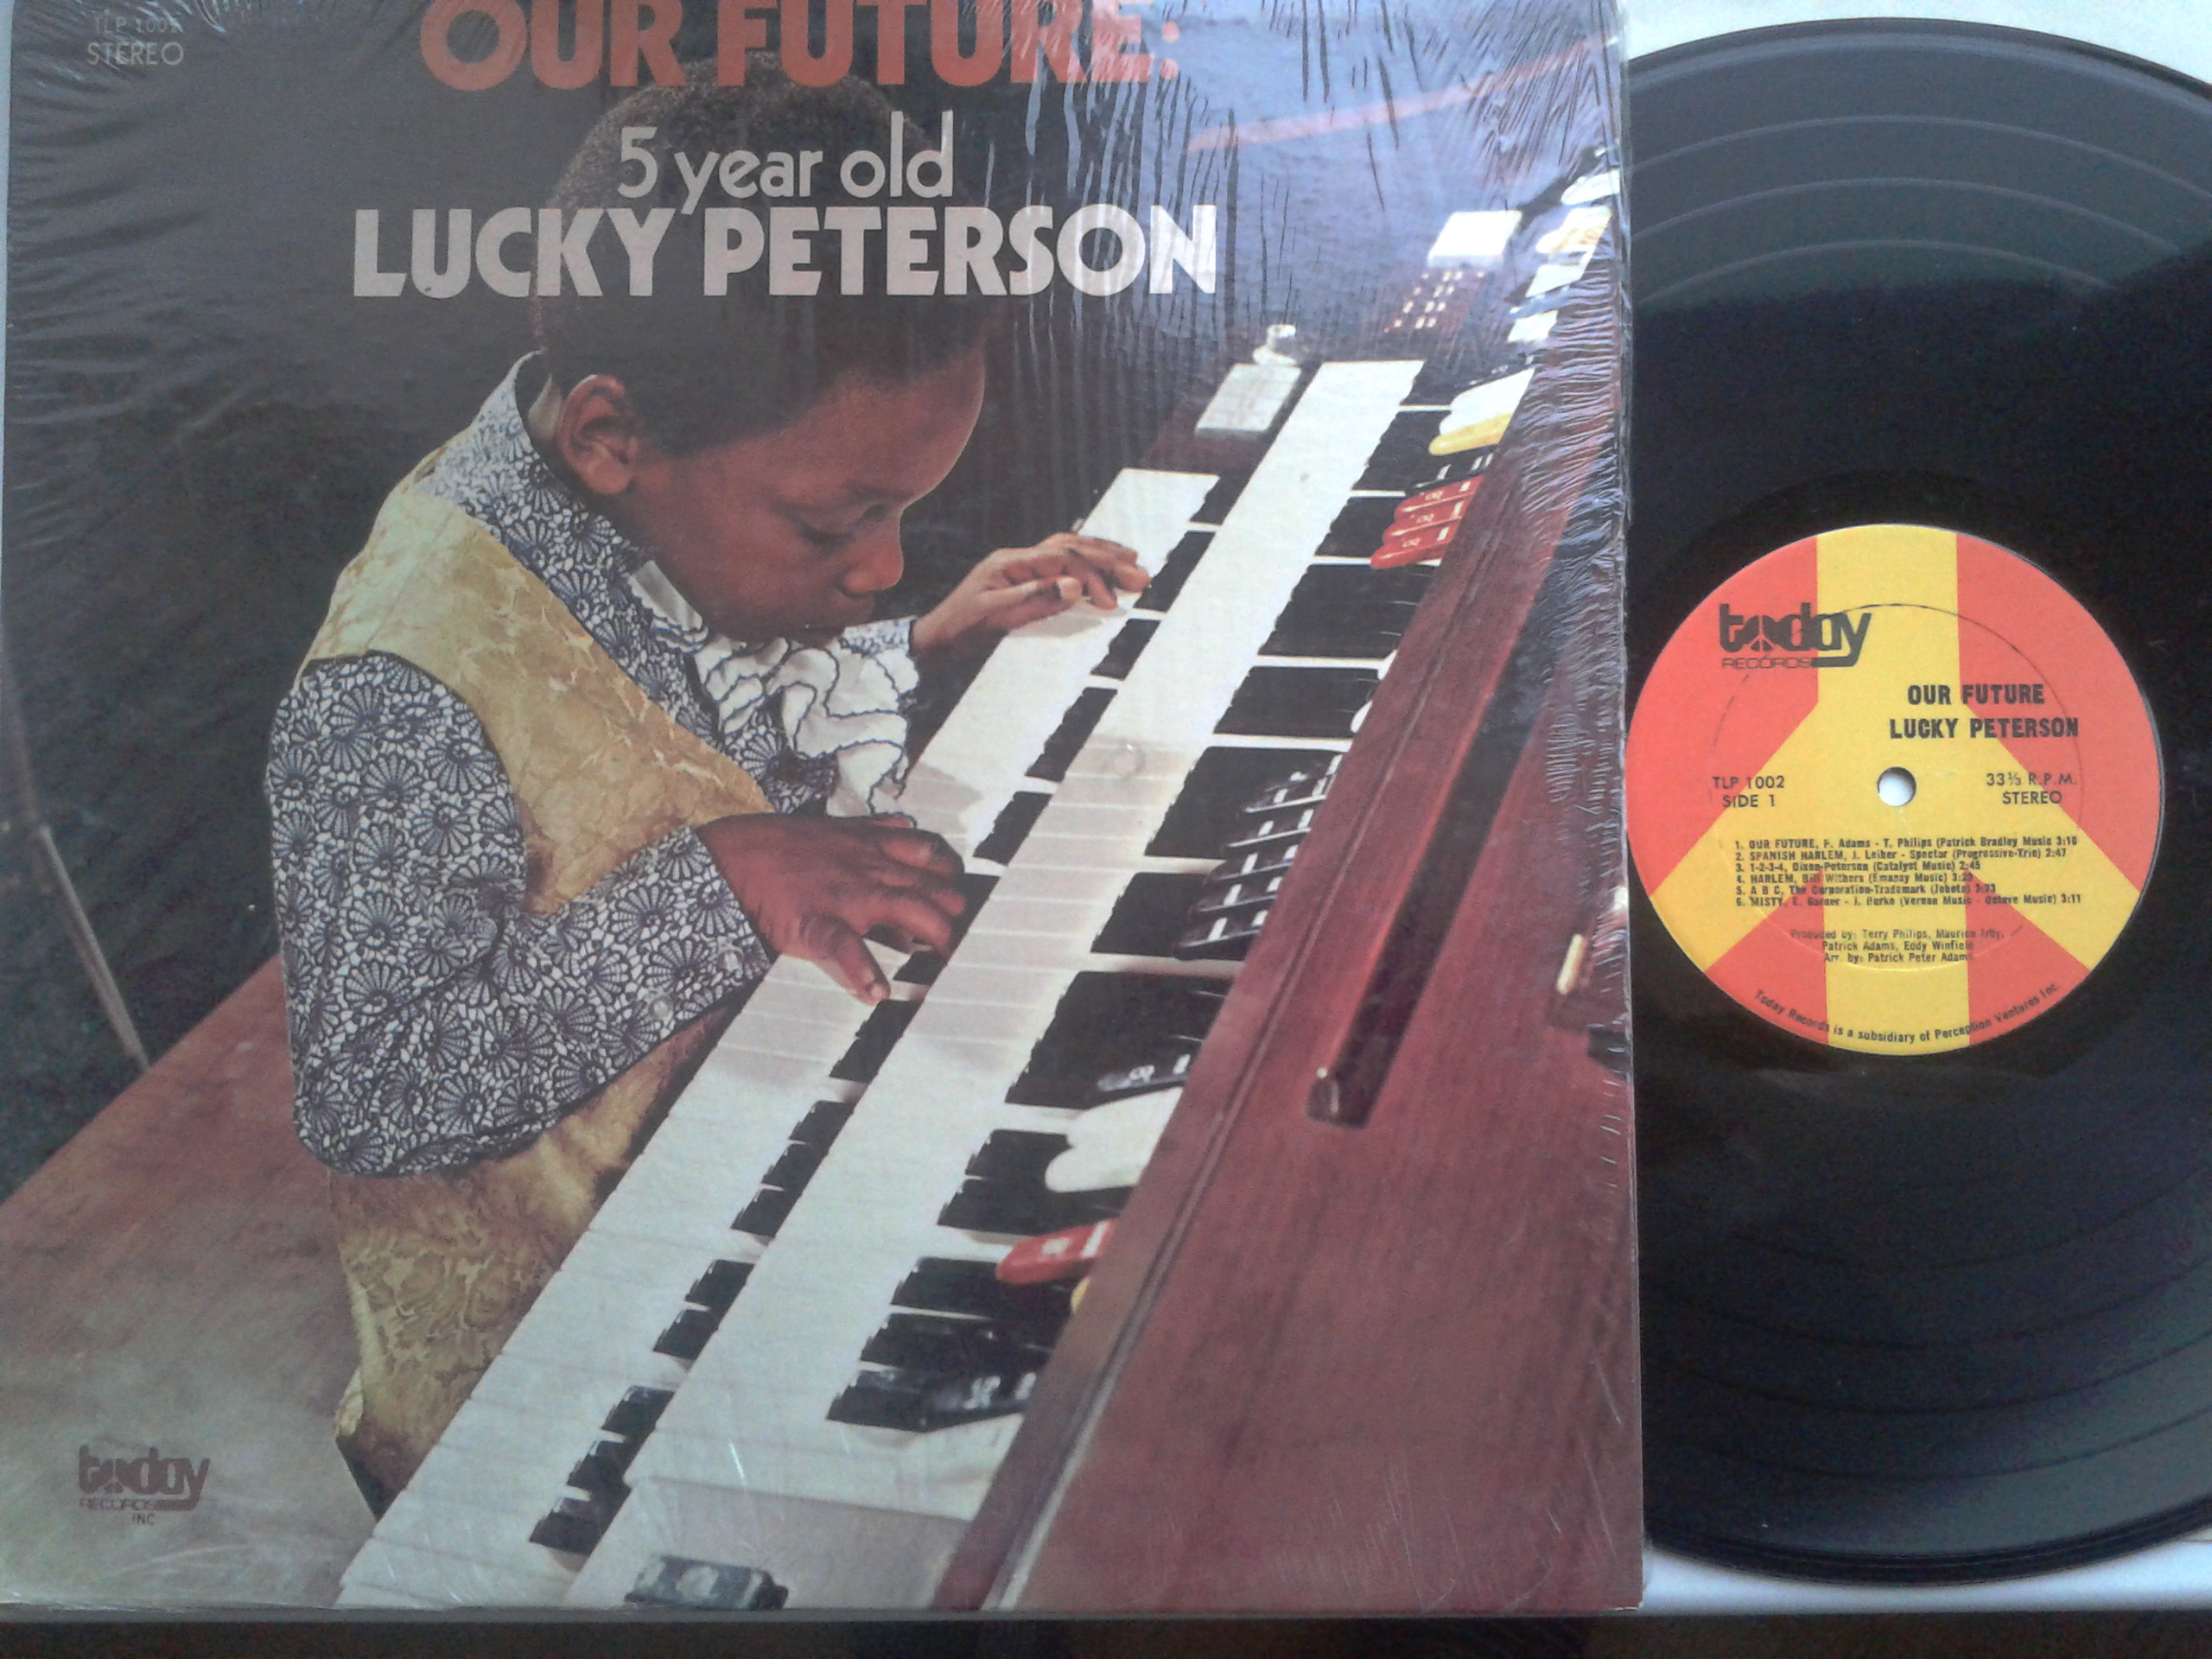 TLP 1002
STEREO
OUR FUTURE:
5 year old
LUCKY PETERSON
today
RECORDS
INC
today
RECORDS
OUR FUTURE
LUCKY PETERSON
TLP 1002
SIDE 1
33⅓ R.P.M.
STEREO
1. OUR FUTURE, P. Adams - T. Philips (Patrick Bradley Music 3:10
2. SPANISH HARLEM, J. Leiber - Spector (Progressive-Trio) 2:47
3. 1-2-3-4, Dixon-Peterson (Catalyst Music) 2:45
4. HARLEM, Bill Withers (Emanay Music) 3:23
5. A B C, The Corporation-Trademark (Jobete) 3:23
6. MISTY, E. Garner - J. Burke (Vernon Music - Octave Music) 3:11
Produced by: Terry Philips, Maurice Irby,
Patrick Adams, Eddy Winfield
Arr. by: Patrick Peter Adams
Today Records is a subsidiary of Perception Ventures Inc.